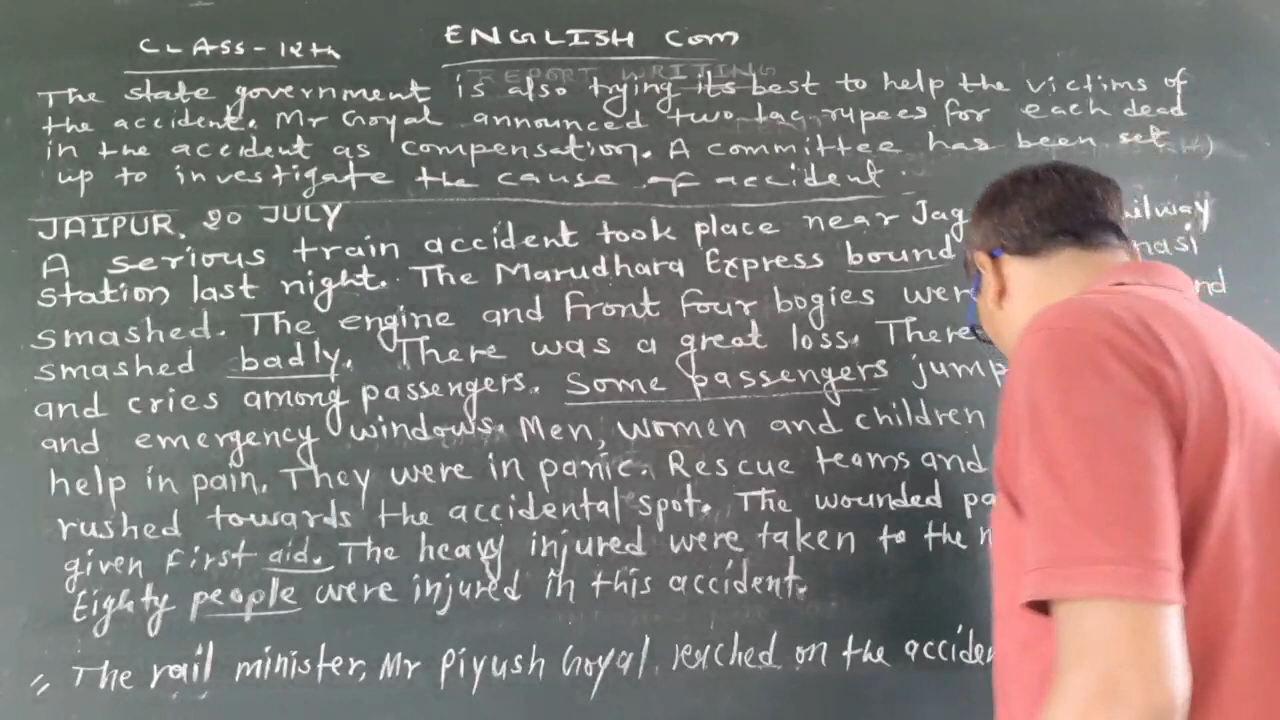 CLASS-12th ENGLISH Com
REPORT WRITING
The state government is also trying its best to help the victims of
the accident. Mr Goyal announced two lac rupees for each dead
in the accident as compensation. A committee has been set
up to investigate the cause of accident
JAIPUR, 20 JULY
A serious train accident took place near Jag ailway
station last night. The Marudhara Express bound nasi
smashed. The engine and front four bogies wer nd
smashed badly. There was a great loss. There
and cries among passengers. Some passengers jump
and emergency windows. Men, women and children
help in pain. They were in panic. Rescue teams and
rushed towards the accidental spot. The wounded pa
given first aid. The heavy injured were taken to the n
Eighty people were injured in this accident.
The rail minister, Mr Piyush Goyal, reached on the acciden